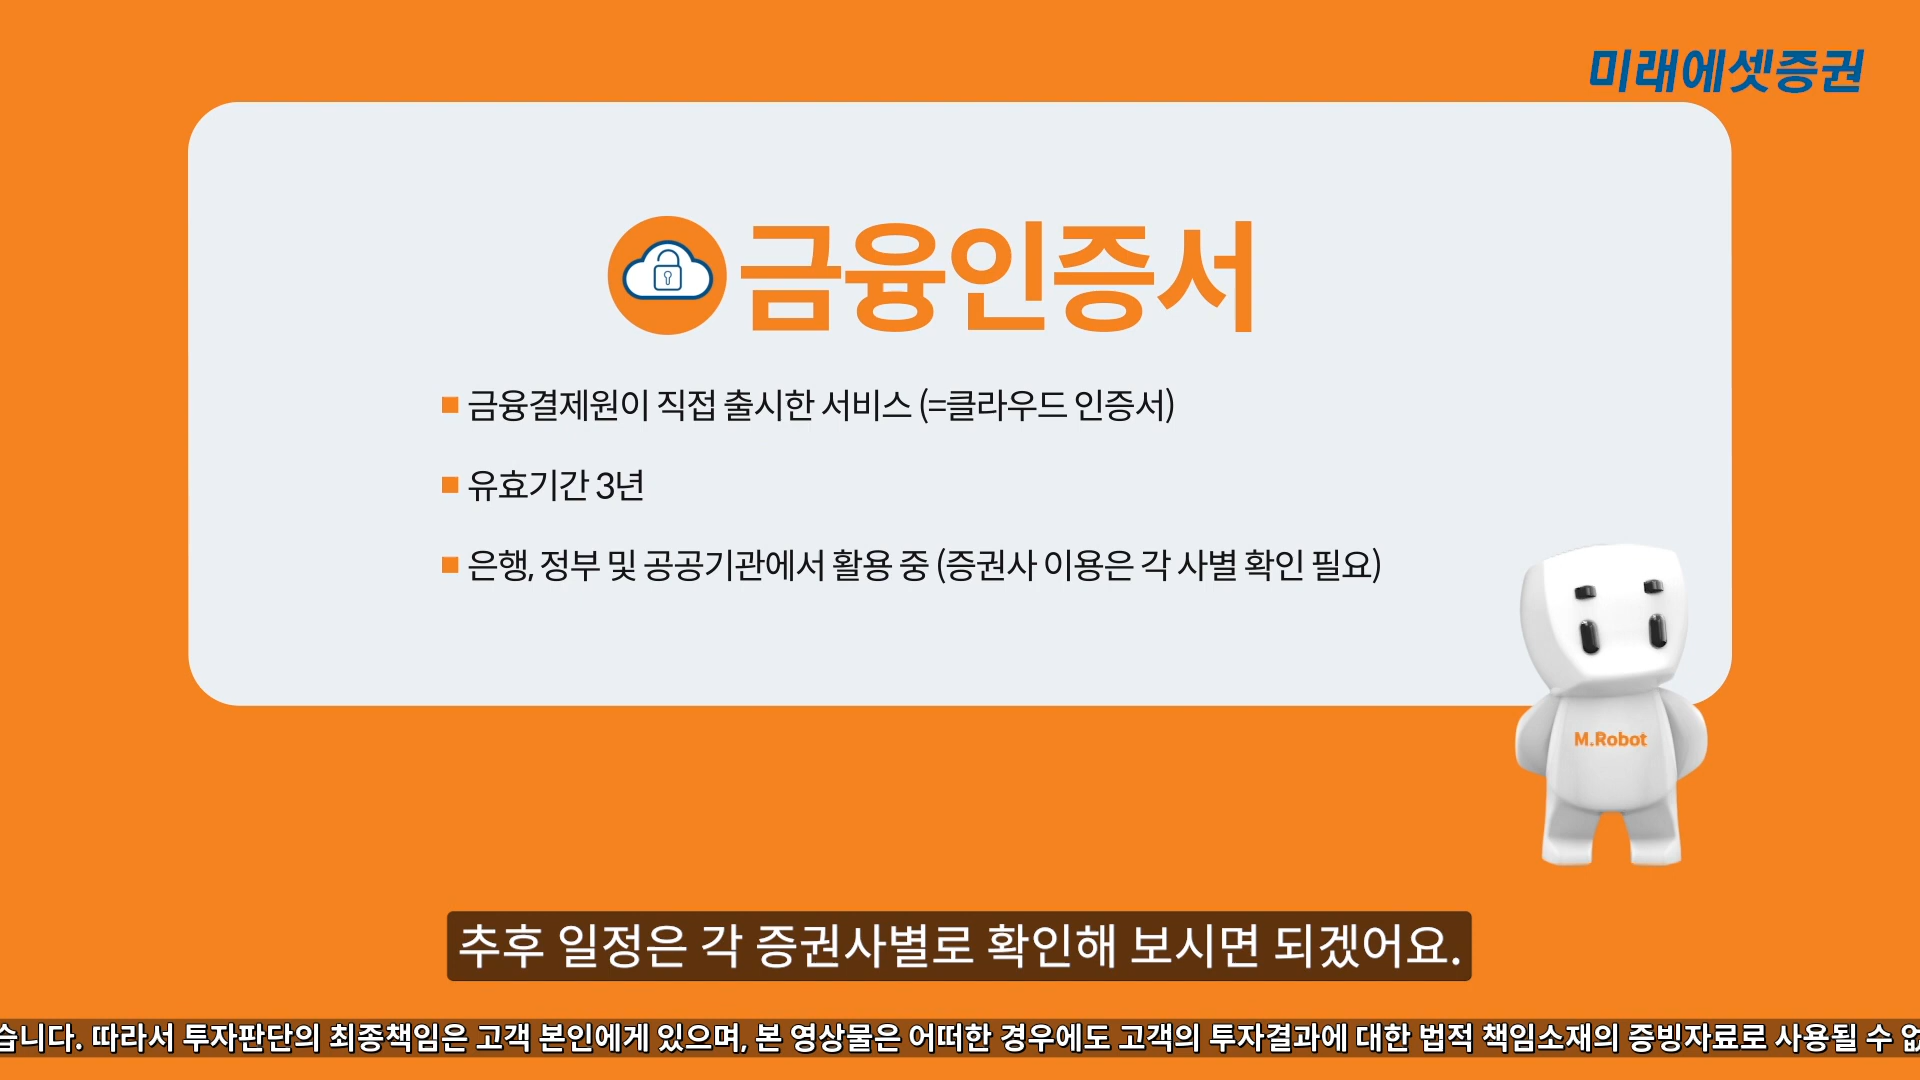 미래에셋증권
금융인증서
금융결제원이 직접 출시한 서비스 (=클라우드 인증서)
유효기간 3년
은행, 정부 및 공공기관에서 활용 중 (증권사 이용은 각 사별 확인 필요)
M.Robot
추후 일정은 각 증권사별로 확인해 보시면 되겠어요.
습니다. 따라서 투자판단의 최종책임은 고객 본인에게 있으며, 본 영상물은 어떠한 경우에도 고객의 투자결과에 대한 법적 책임소재의 증빙자료로 사용될 수 없